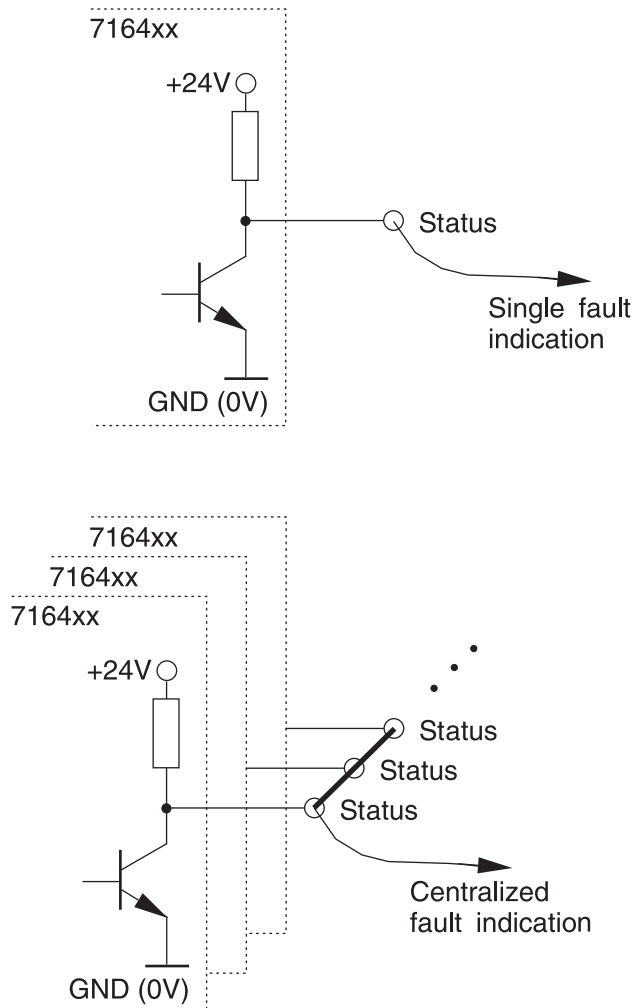 7164xx
+24V
Status
Single fault
indication
GND (0V)
7164xx
7164xx
7164xx
+24V
Status
Status
Status
Centralized
fault indication
GND (0V)